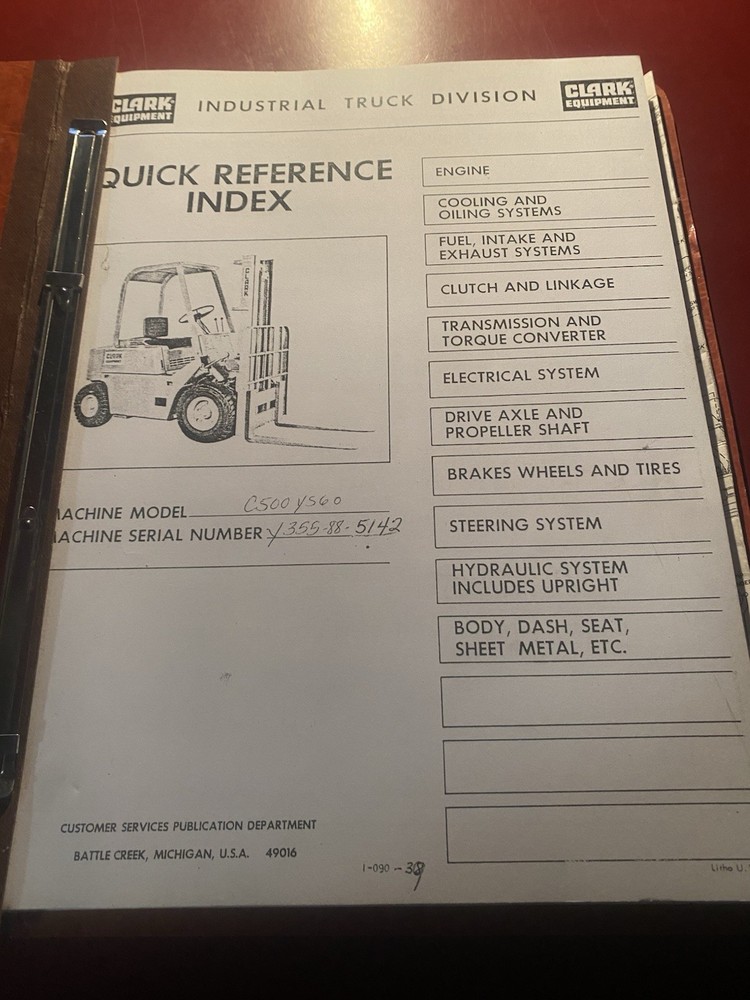 CLARK
EQUIPMENT
INDUSTRIAL TRUCK DIVISION
CLARK
EQUIPMENT
QUICK REFERENCE
INDEX
CLARK
CLARK
MACHINE MODEL C500 YS60
MACHINE SERIAL NUMBER Y355-88-5142
ENGINE
COOLING AND
OILING SYSTEMS
FUEL, INTAKE AND
EXHAUST SYSTEMS
CLUTCH AND LINKAGE
TRANSMISSION AND
TORQUE CONVERTER
ELECTRICAL SYSTEM
DRIVE AXLE AND
PROPELLER SHAFT
BRAKES WHEELS AND TIRES
STEERING SYSTEM
HYDRAULIC SYSTEM
INCLUDES UPRIGHT
BODY, DASH, SEAT,
SHEET METAL, ETC.
CUSTOMER SERVICES PUBLICATION DEPARTMENT
BATTLE CREEK, MICHIGAN, U.S.A. 49016
1-090
Litho U.